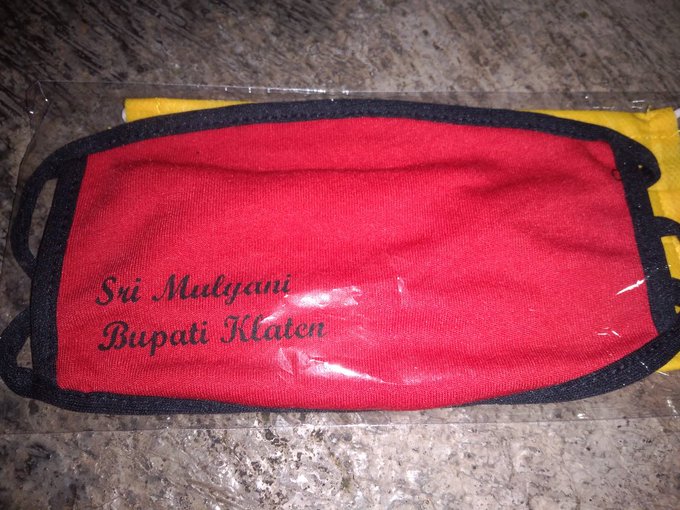 Sri Mulyani
Bupati Klaten